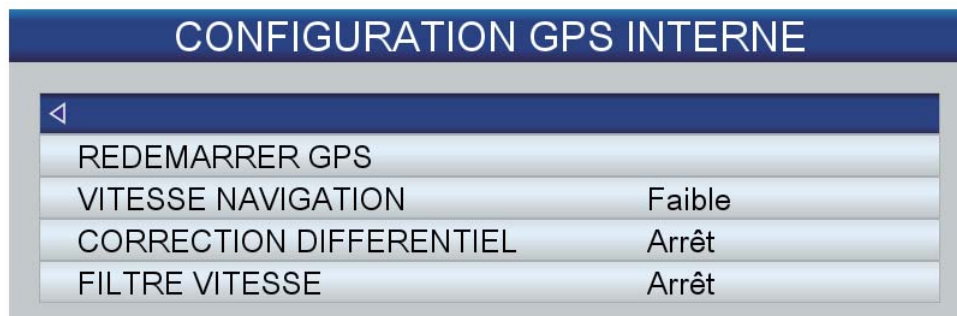 CONFIGURATION GPS INTERNE
REDEMARRER GPS
VITESSE NAVIGATION Faible
CORRECTION DIFFERENTIEL Arrêt
FILTRE VITESSE Arrêt